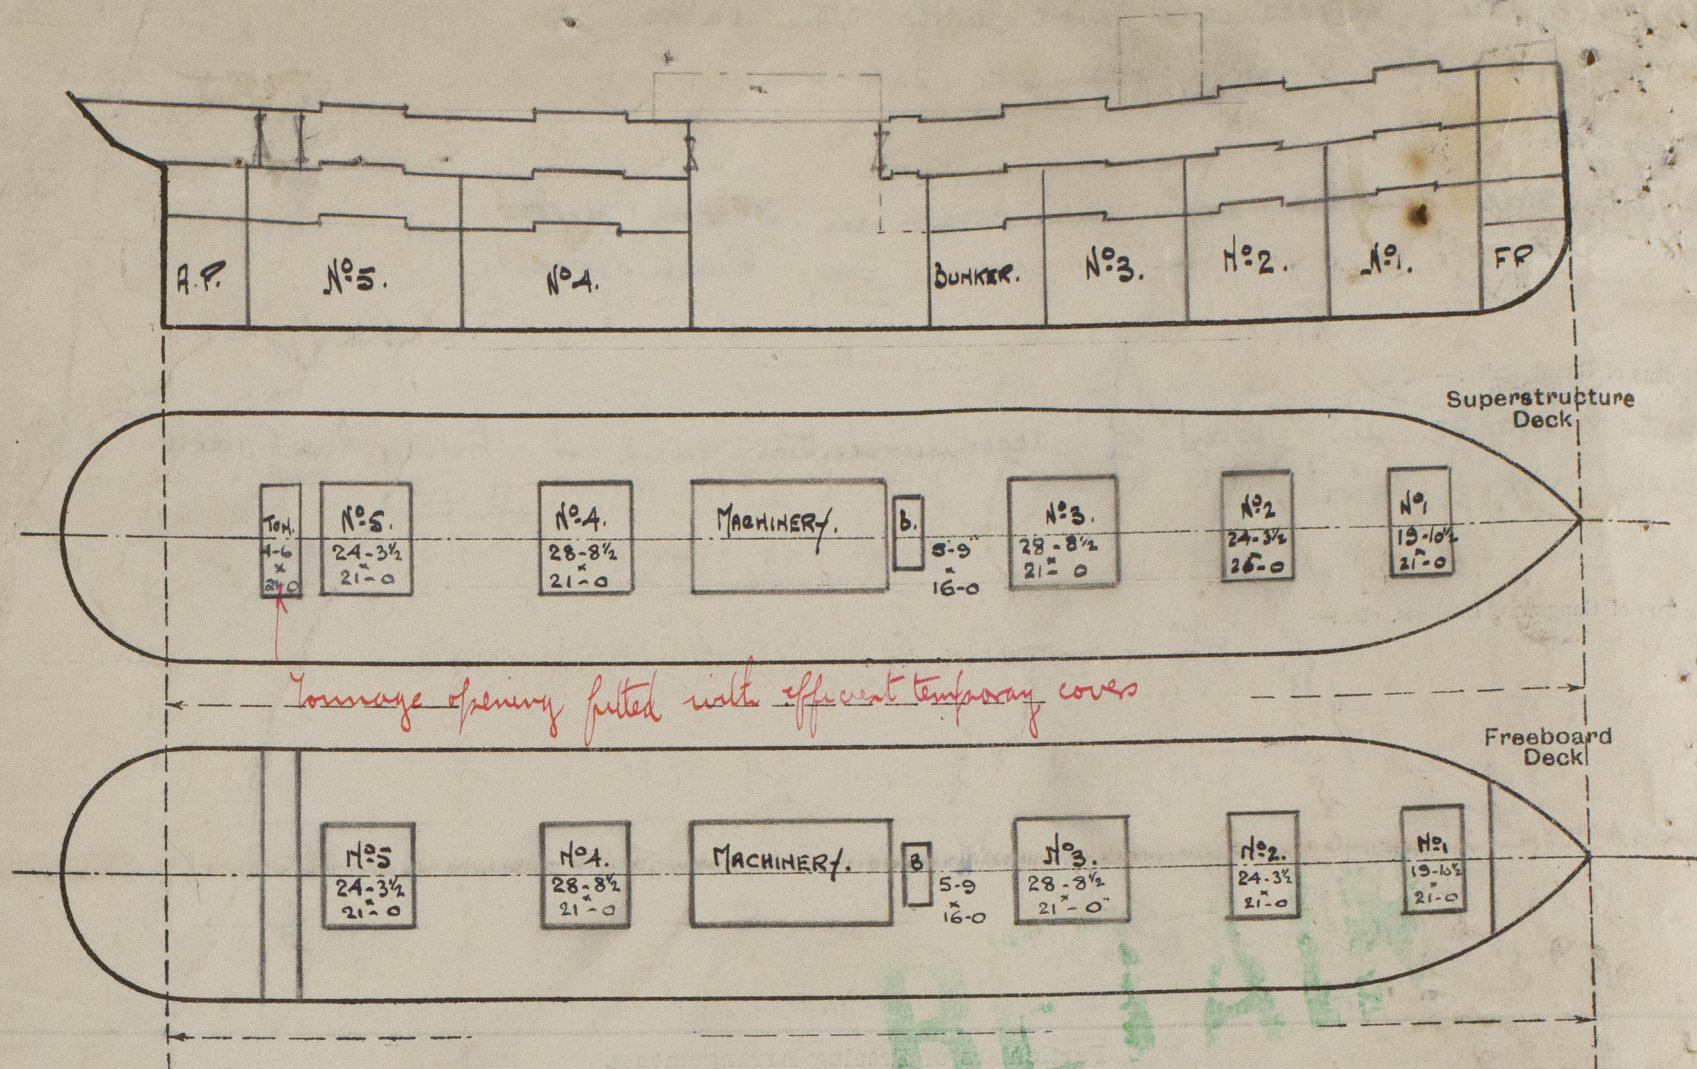 A.P.
Nº5.
Nº4.
BUNKER.
Nº3.
Nº2.
Nº1.
FP
Superstructure
Deck
TON.
4-6
x
21-0
Nº5.
24-3½
x
21-0
Nº4.
28-8½
x
21-0
MACHINERY.
B.
5-9
x
16-0
Nº3.
28-8½
x
21-0
Nº2
24-3½
-0
Nº1
19-10½
x
21-0
Tonnage opening fitted with efficient temporary covers
Freeboard
Deck
Nº5
24-3½
x
21-0
Nº4.
28-8½
x
21-0
MACHINERY.
B
5-9
x
16-0
Nº3.
28-8½
x
21-0
Nº2.
24-3½
x
21-0
Nº1
19-10½
x
21-0